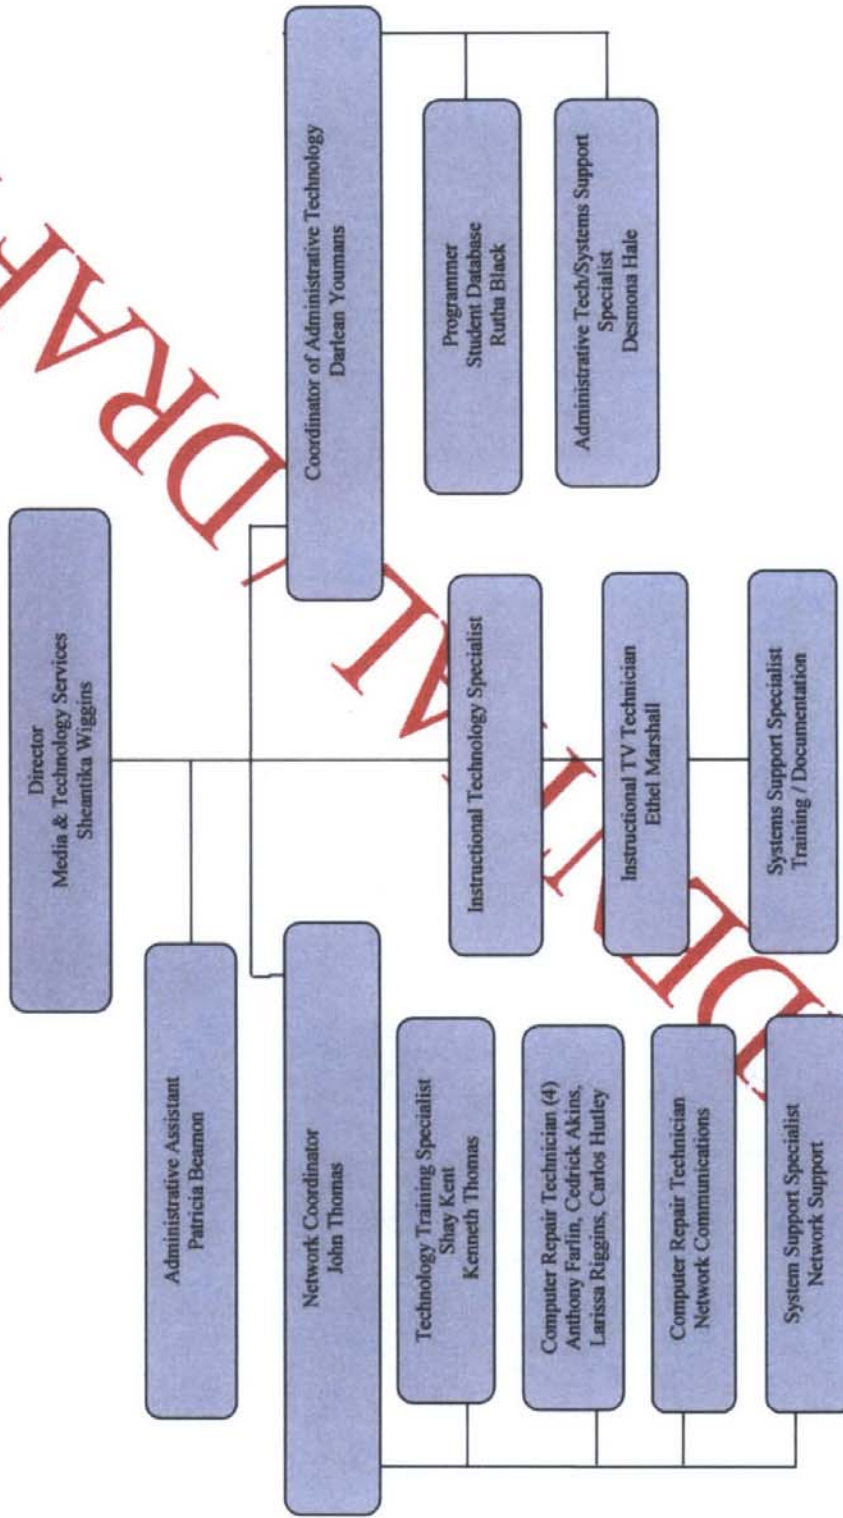 Director
Media & Technology Services
Sheantika Wiggins
Administrative Assistant
Patricia Beamon
Network Coordinator
John Thomas
Coordinator of Administrative Technology
Darlean Youmans
Technology Training Specialist
Shay Kent
Kenneth Thomas
Computer Repair Technician (4)
Anthony Farlin, Cedrick Akins,
Larissa Riggins, Carlos Hutley
Computer Repair Technician
Network Communications
System Support Specialist
Network Support
Instructional Technology Specialist
Instructional TV Technician
Ethel Marshall
Systems Support Specialist
Training / Documentation
Programmer
Student Database
Rutha Black
Administrative Tech/Systems Support
Specialist
Desmona Hale